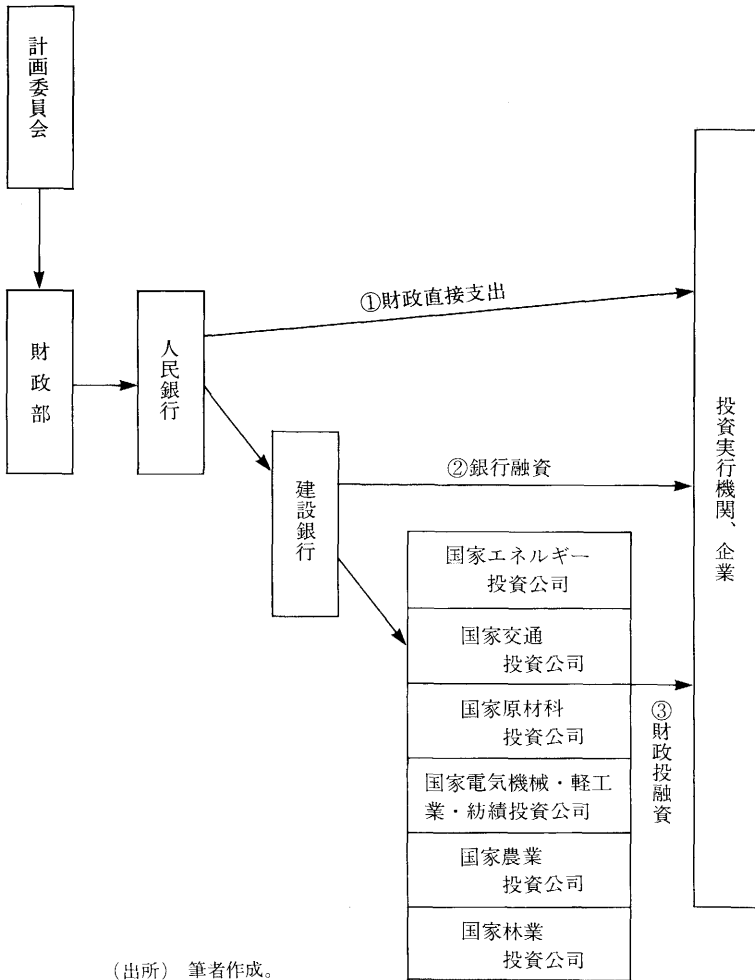 計画委員会
財政部
人民銀行
①財政直接支出
建設銀行
②銀行融資
国家エネルギー
投資公司
国家交通
投資公司
国家原材科
投資公司
国家電気機械・軽工
業・紡績投資公司
国家農業
投資公司
国家林業
投資公司
③財政投融資
投資実行機関、企業
(出所) 筆者作成。